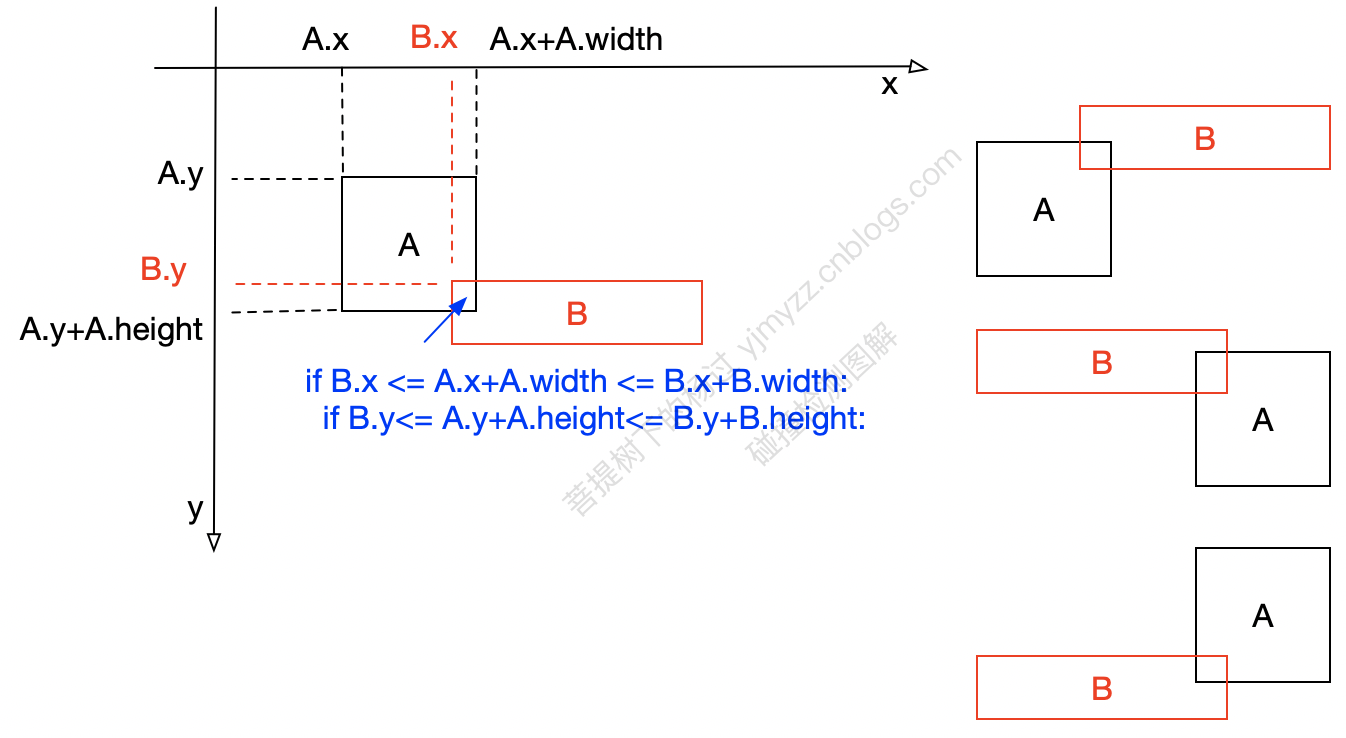 A.x
B.x
A.x+A.width
x
A.y
A
B.y
B
A.y+A.height
if B.x <= A.x+A.width <= B.x+B.width:
if B.y<= A.y+A.height<= B.y+B.height:
y
B
A
B
A
A
B
菩提树下的杨过 yjmyzz.cnblogs.com
碰撞检测图解